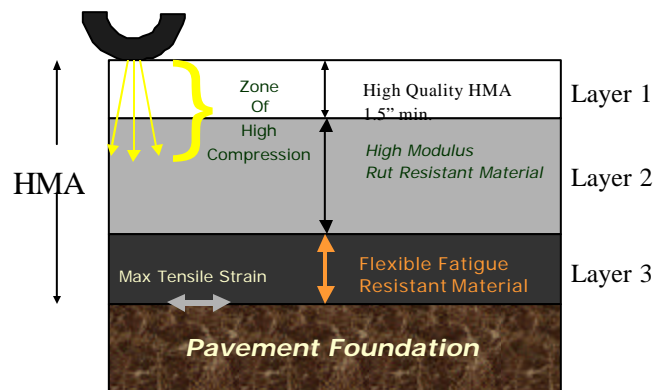 Zone
Of
High
Compression
High Quality HMA
1.5” min.
Layer 1
HMA
High Modulus
Rut Resistant Material
Layer 2
Max Tensile Strain
Flexible Fatigue
Resistant Material
Layer 3
Pavement Foundation